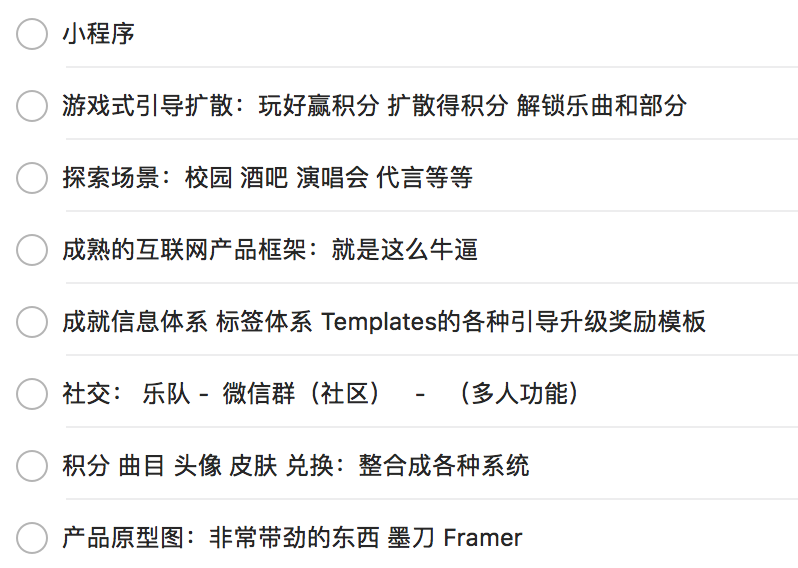 小程序
游戏式引导扩散：玩好赢积分 扩散得积分 解锁乐曲和部分
探索场景：校园 酒吧 演唱会 代言等等
成熟的互联网产品框架：就是这么牛逼
成就信息体系 标签体系 Templates的各种引导升级奖励模板
社交： 乐队 - 微信群（社区） - （多人功能）
积分 曲目 头像 皮肤 兑换：整合成各种系统
产品原型图：非常带劲的东西 墨刀 Framer